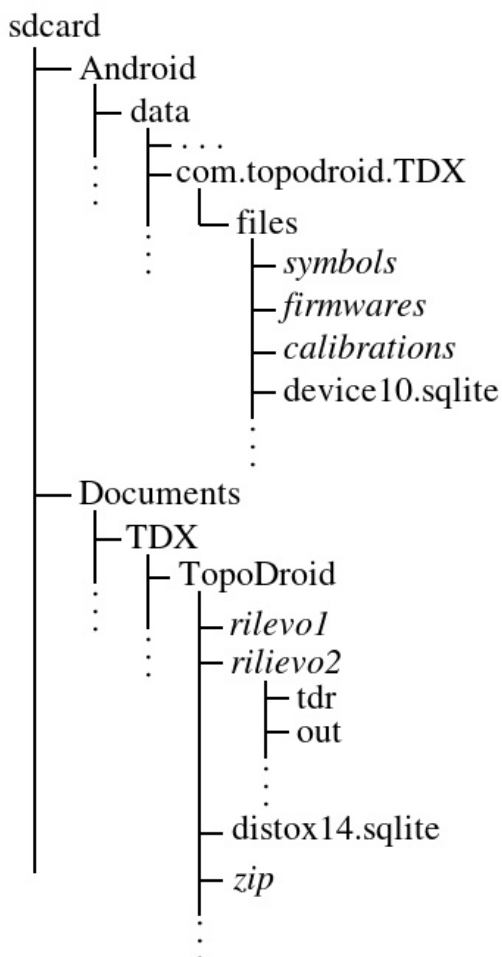 sdcard
Android
data
. . .
com.topodroid.TDX
files
symbols
firmwares
calibrations
device10.sqlite
Documents
TDX
TopoDroid
rilevo1
rilievo2
tdr
out
distox14.sqlite
zip